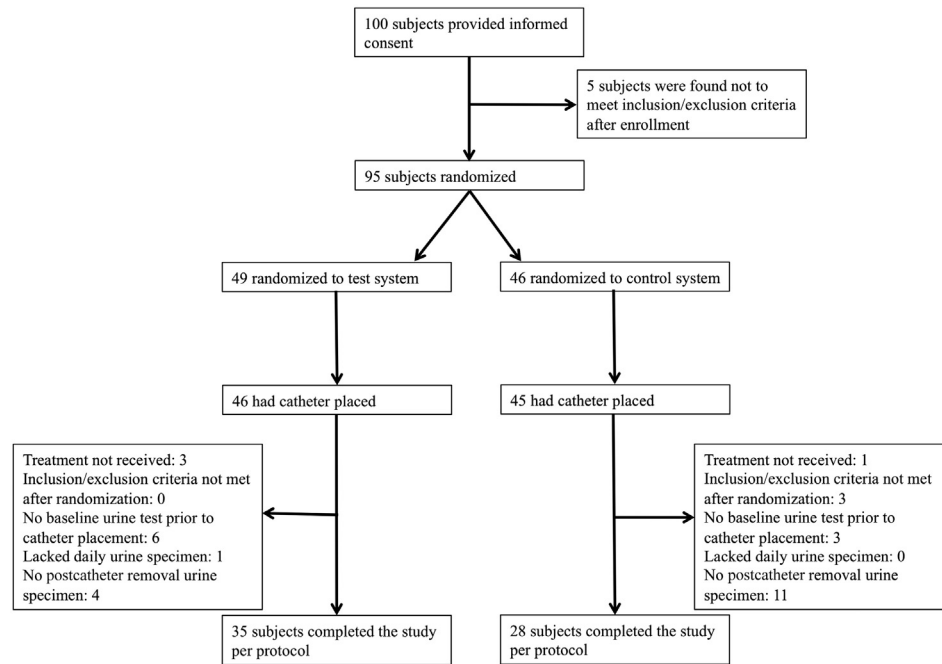 100 subjects provided informed
consent
5 subjects were found not to
meet inclusion/exclusion criteria
after enrollment
95 subjects randomized
49 randomized to test system
46 randomized to control system
46 had catheter placed
45 had catheter placed
Treatment not received: 3
Inclusion/exclusion criteria not met
after randomization: 0
No baseline urine test prior to
catheter placement: 6
Lacked daily urine specimen: 1
No postcatheter removal urine
specimen: 4
Treatment not received: 1
Inclusion/exclusion criteria not met
after randomization: 3
No baseline urine test prior to
catheter placement: 3
Lacked daily urine specimen: 0
No postcatheter removal urine
specimen: 11
35 subjects completed the study
per protocol
28 subjects completed the study
per protocol